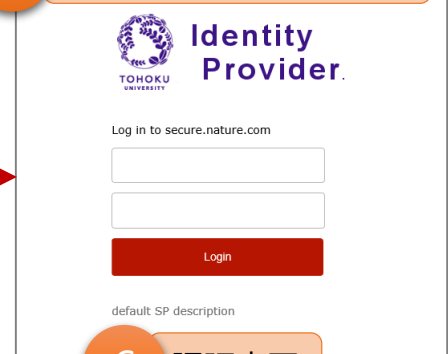 Identity
Provider.
TOHOKU
UNIVERSITY
Log in to secure.nature.com
Login
default SP description